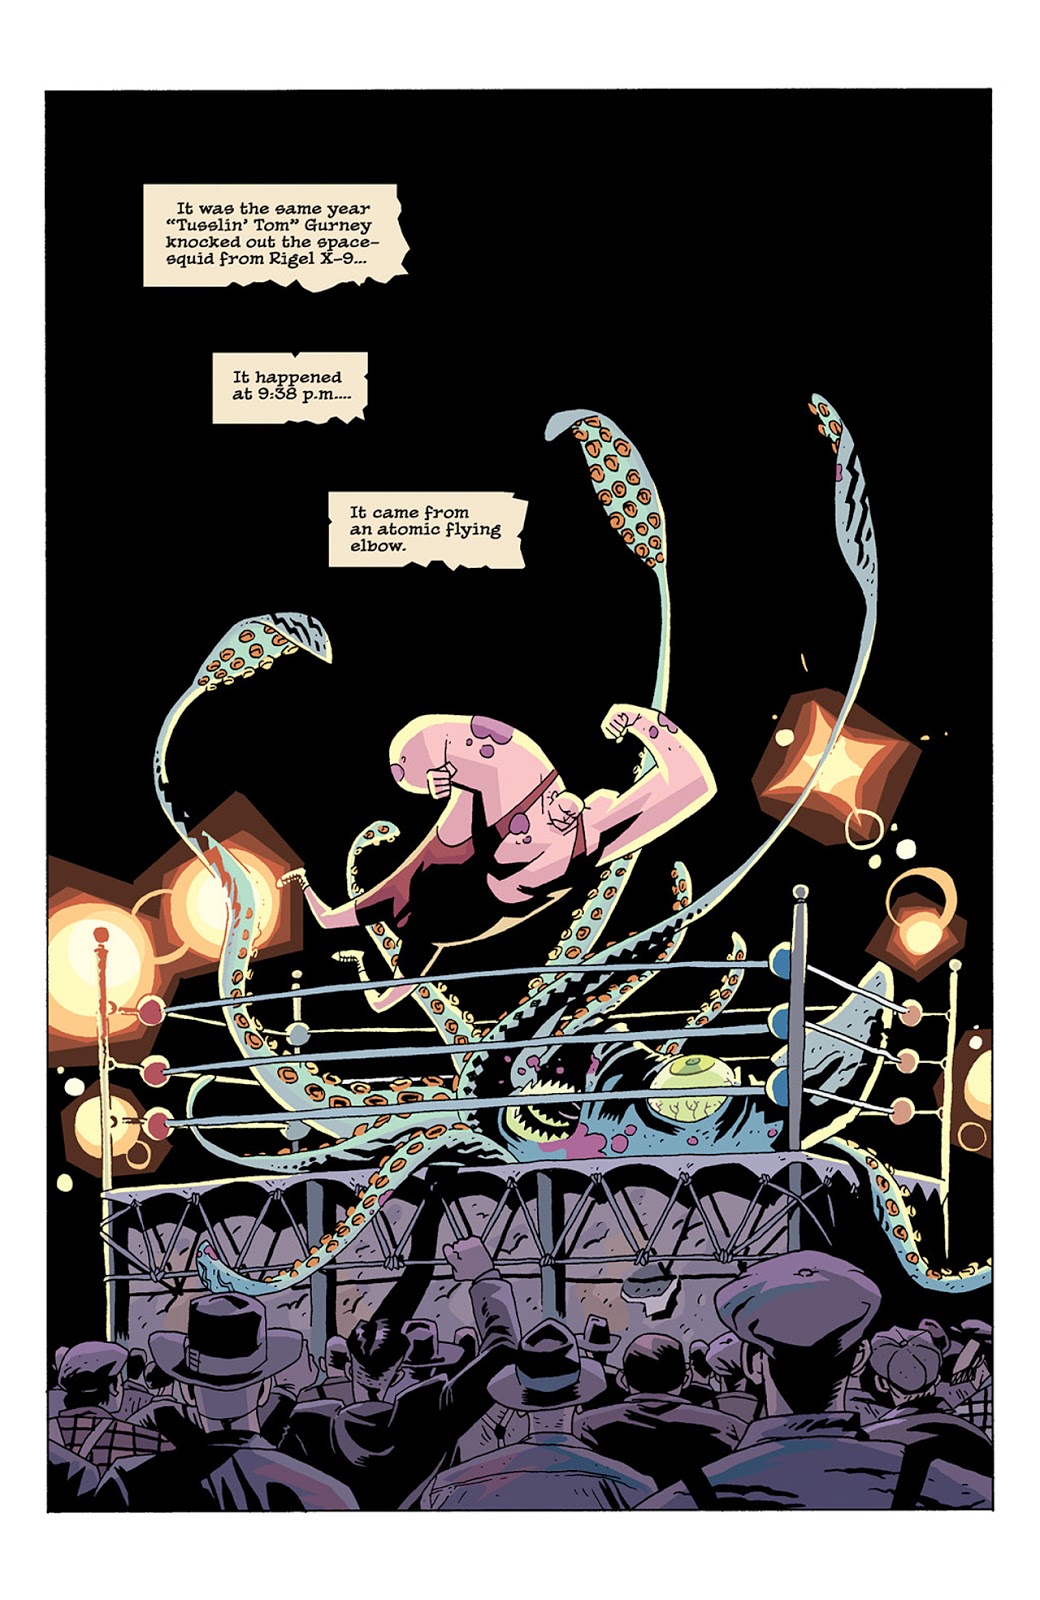 It was the same year
“Tusslin’ Tom” Gurney
knocked out the space-
squid from Rigel X-9...
It happened
at 9:38 p.m....
It came from
an atomic flying
elbow.